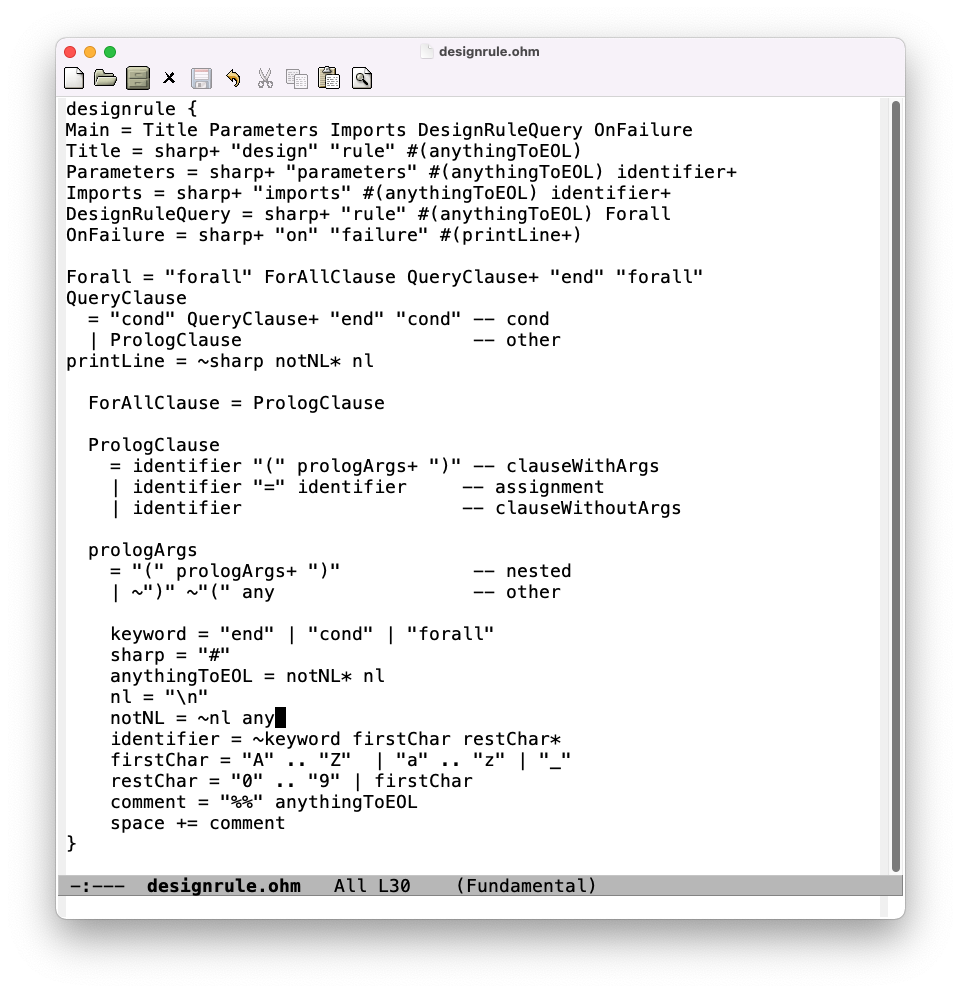 designrule.ohm
designrule {
Main = Title Parameters Imports DesignRuleQuery OnFailure
Title = sharp+ "design" "rule" #(anythingToEOL)
Parameters = sharp+ "parameters" #(anythingToEOL) identifier+
Imports = sharp+ "imports" #(anythingToEOL) identifier+
DesignRuleQuery = sharp+ "rule" #(anythingToEOL) Forall
OnFailure = sharp+ "on" "failure" #(printLine+)

Forall = "forall" ForAllClause QueryClause+ "end" "forall"
QueryClause
  = "cond" QueryClause+ "end" "cond" -- cond
  | PrologClause                     -- other
printLine = ~sharp notNL* nl

  ForAllClause = PrologClause

  PrologClause
    = identifier "(" prologArgs+ ")" -- clauseWithArgs
    | identifier "=" identifier     -- assignment
    | identifier                    -- clauseWithoutArgs

  prologArgs
    = "(" prologArgs+ ")"            -- nested
    | ~")" ~"(" any                  -- other

    keyword = "end" | "cond" | "forall"
    sharp = "#"
    anythingToEOL = notNL* nl
    nl = "\n"
    notNL = ~nl any
    identifier = ~keyword firstChar restChar*
    firstChar = "A" .. "Z"  | "a" .. "z" | "_"
    restChar = "0" .. "9" | firstChar
    comment = "%%" anythingToEOL
    space += comment
}
-:---  designrule.ohm   All L30    (Fundamental)